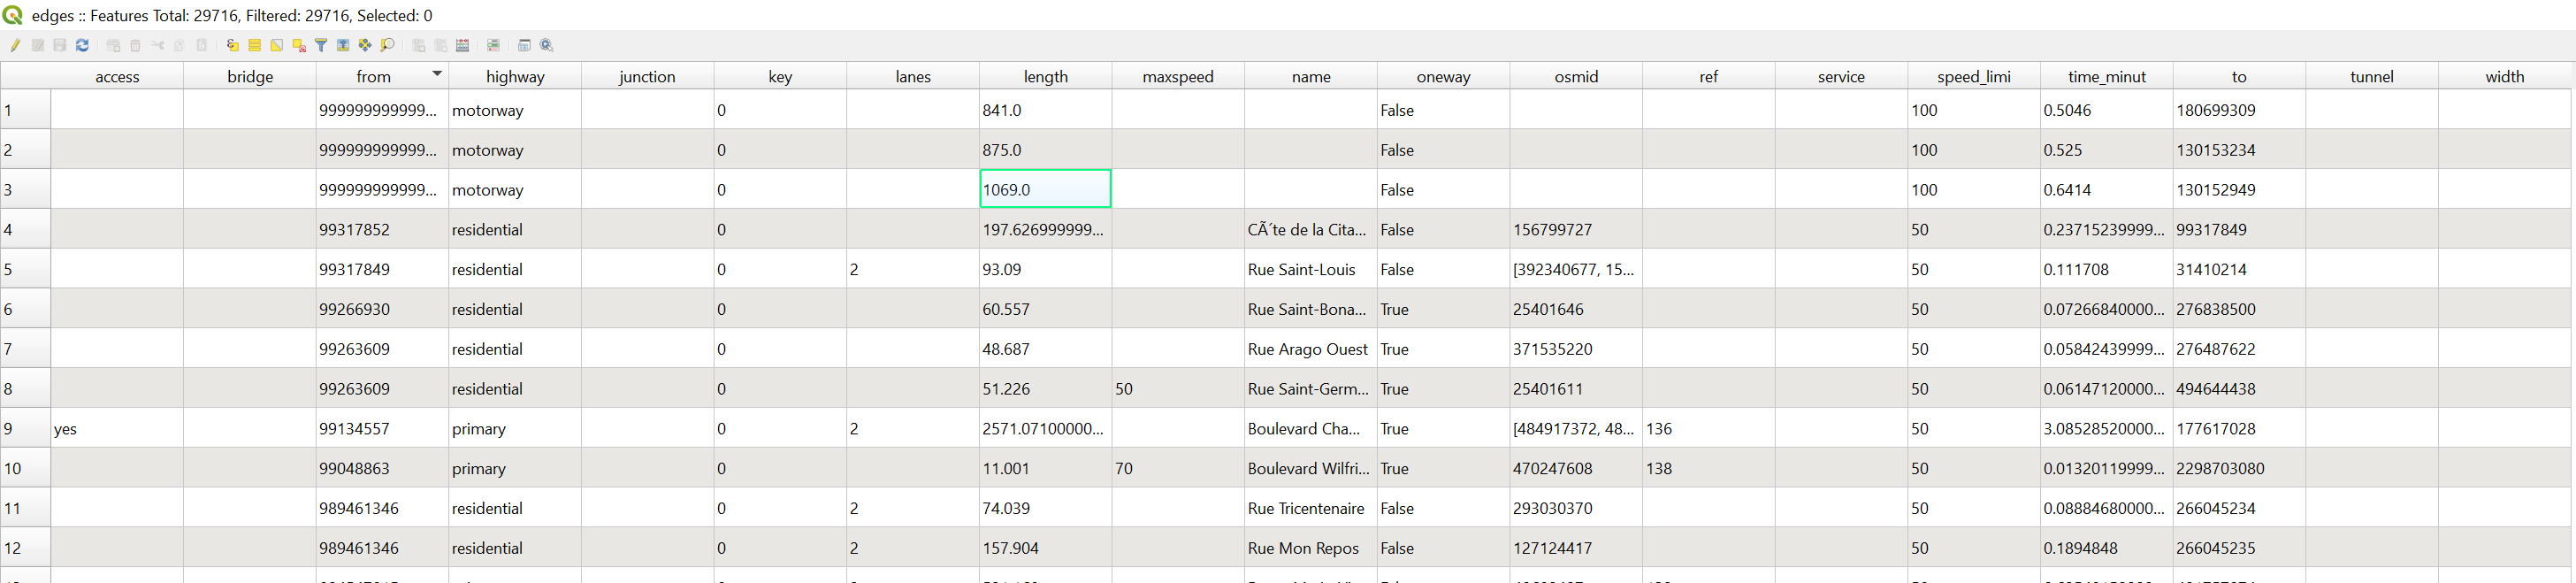 edges :: Features Total: 29716, Filtered: 29716, Selected: 0
access bridge from highway junction key lanes length maxspeed name oneway osmid ref service speed_limi time_minut to tunnel width
1 999999999999... motorway 0 841.0 False 100 0.5046 180699309
2 999999999999... motorway 0 875.0 False 100 0.525 130153234
3 999999999999... motorway 0 1069.0 False 100 0.6414 130152949
4 99317852 residential 0 197.626999999... CÃ´te de la Cita... False 156799727 50 0.23715239999... 99317849
5 99317849 residential 0 2 93.09 Rue Saint-Louis False [392340677, 15... 50 0.111708 31410214
6 99266930 residential 0 60.557 Rue Saint-Bona... True 25401646 50 0.07266840000... 276838500
7 99263609 residential 0 48.687 Rue Arago Ouest True 371535220 50 0.05842439999... 276487622
8 99263609 residential 0 51.226 50 Rue Saint-Germ... True 25401611 50 0.06147120000... 494644438
9 yes 99134557 primary 0 2 2571.07100000... Boulevard Cha... True [484917372, 48... 136 50 3.08528520000... 177617028
10 99048863 primary 0 11.001 70 Boulevard Wilfri... True 470247608 138 50 0.01320119999... 2298703080
11 989461346 residential 0 2 74.039 Rue Tricentenaire False 293030370 50 0.08884680000... 266045234
12 989461346 residential 0 2 157.904 Rue Mon Repos False 127124417 50 0.1894848 266045235